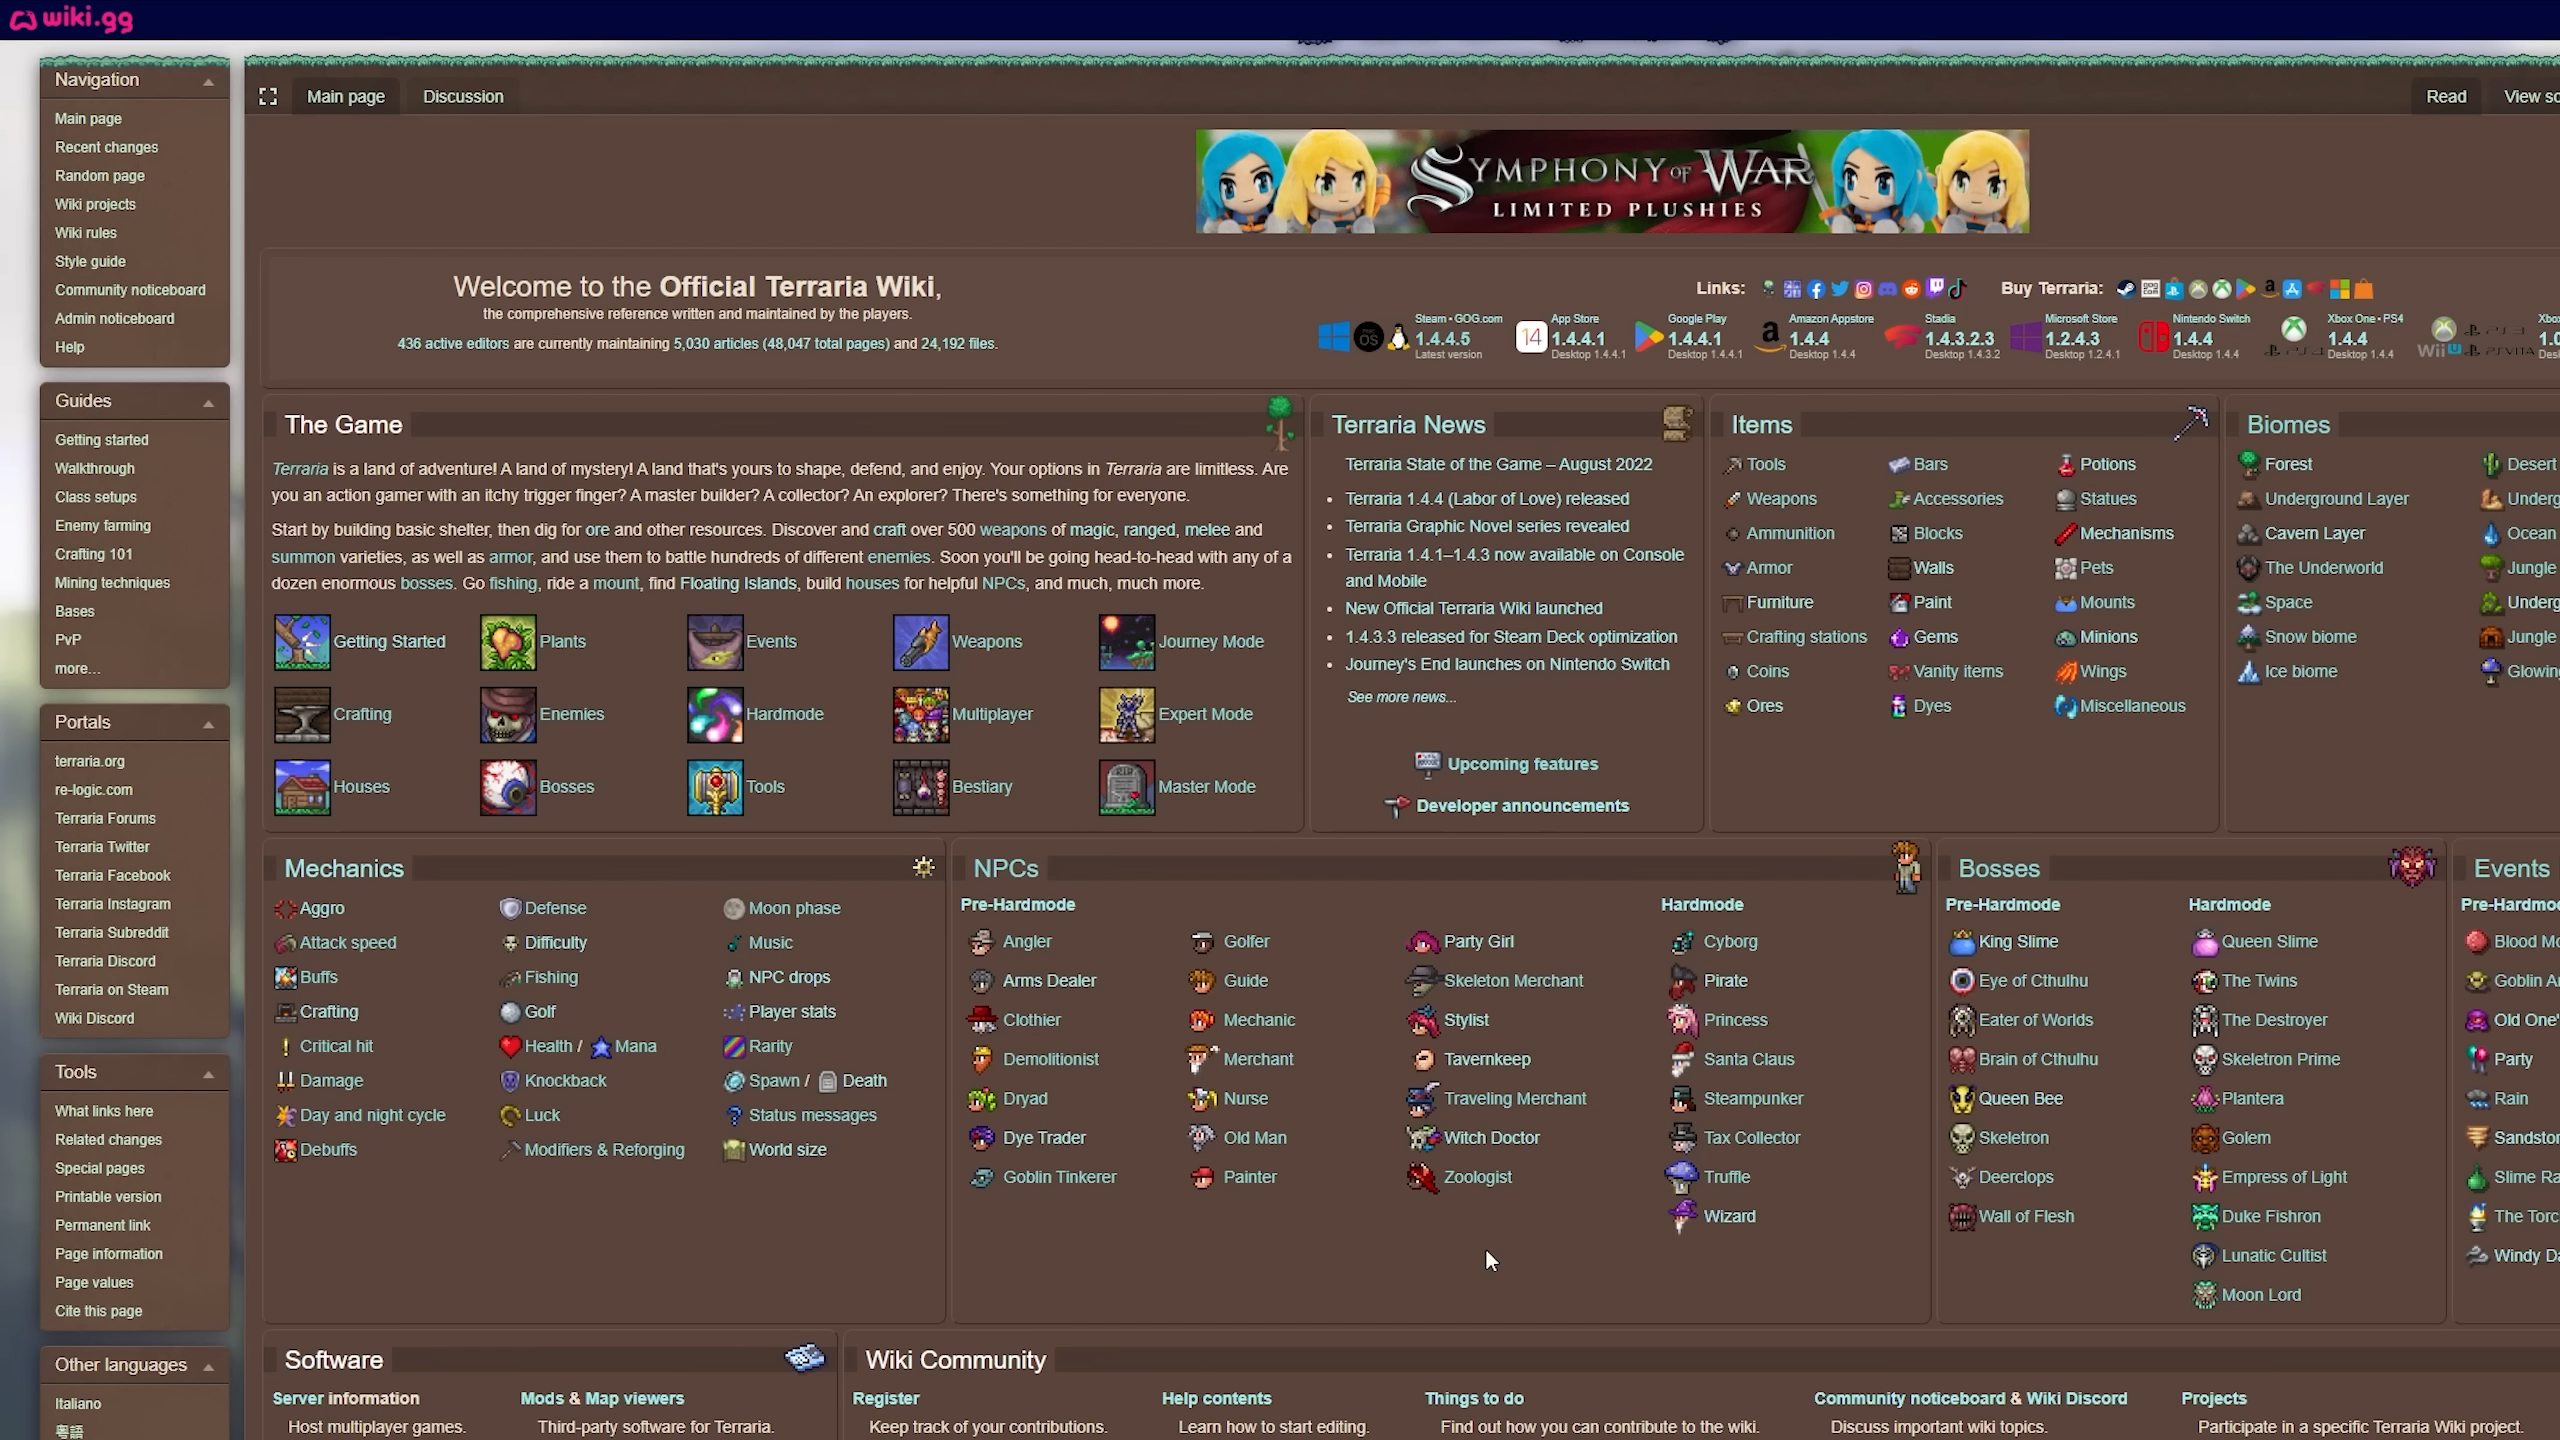 wiki.gg
Navigation
Main page
Recent changes
Random page
Wiki projects
Wiki rules
Style guide
Community noticeboard
Admin noticeboard
Help
Guides
Getting started
Walkthrough
Class setups
Enemy farming
Crafting 101
Mining techniques
Bases
PvP
more...
Portals
terraria.org
re-logic.com
Terraria Forums
Terraria Twitter
Terraria Facebook
Terraria Instagram
Terraria Subreddit
Terraria Discord
Terraria on Steam
Wiki Discord
Tools
What links here
Related changes
Special pages
Printable version
Permanent link
Page information
Page values
Cite this page
Other languages
Italiano
粵語
Main page
Discussion
Read
View so
SYMPHONY OF WAR
LIMITED PLUSHIES
Welcome to the Official Terraria Wiki,
the comprehensive reference written and maintained by the players.
436 active editors are currently maintaining 5,030 articles (48,047 total pages) and 24,192 files.
Links:
Buy Terraria:
Steam • GOG.com
1.4.4.5
Latest version
14
App Store
1.4.4.1
Desktop 1.4.4.1
Google Play
1.4.4.1
Desktop 1.4.4.1
Amazon Appstore
1.4.4
Desktop 1.4.4
Stadia
1.4.3.2.3
Desktop 1.4.3.2
Microsoft Store
1.2.4.3
Desktop 1.2.4.1
Nintendo Switch
1.4.4
Desktop 1.4.4
Xbox One • PS4
1.4.4
Desktop 1.4.4
WiiU
PSVITA
Xbo
1.0
Des
The Game
Terraria is a land of adventure! A land of mystery! A land that's yours to shape, defend, and enjoy. Your options in Terraria are limitless. Are
you an action gamer with an itchy trigger finger? A master builder? A collector? An explorer? There's something for everyone.
Start by building basic shelter, then dig for ore and other resources. Discover and craft over 500 weapons of magic, ranged, melee and
summon varieties, as well as armor, and use them to battle hundreds of different enemies. Soon you'll be going head-to-head with any of a
dozen enormous bosses. Go fishing, ride a mount, find Floating Islands, build houses for helpful NPCs, and much, much more.
Getting Started
Plants
Events
Weapons
Journey Mode
Crafting
Enemies
Hardmode
Multiplayer
Expert Mode
Houses
Bosses
Tools
Bestiary
Master Mode
Terraria News
Terraria State of the Game – August 2022
• Terraria 1.4.4 (Labor of Love) released
• Terraria Graphic Novel series revealed
• Terraria 1.4.1–1.4.3 now available on Console
and Mobile
• New Official Terraria Wiki launched
• 1.4.3.3 released for Steam Deck optimization
• Journey's End launches on Nintendo Switch
See more news...
Upcoming features
Developer announcements
Items
Tools
Bars
Potions
Weapons
Accessories
Statues
Ammunition
Blocks
Mechanisms
Armor
Walls
Pets
Furniture
Paint
Mounts
Crafting stations
Gems
Minions
Coins
Vanity items
Wings
Ores
Dyes
Miscellaneous
Biomes
Forest
Desert
Underground Layer
Underg
Cavern Layer
Ocean
The Underworld
Jungle
Space
Underg
Snow biome
Jungle
Ice biome
Glowing
Mechanics
Aggro
Defense
Moon phase
Attack speed
Difficulty
Music
Buffs
Fishing
NPC drops
Crafting
Golf
Player stats
Critical hit
Health / Mana
Rarity
Damage
Knockback
Spawn / Death
Day and night cycle
Luck
Status messages
Debuffs
Modifiers & Reforging
World size
NPCs
Pre-Hardmode
Hardmode
Angler
Golfer
Party Girl
Cyborg
Arms Dealer
Guide
Skeleton Merchant
Pirate
Clothier
Mechanic
Stylist
Princess
Demolitionist
Merchant
Tavernkeep
Santa Claus
Dryad
Nurse
Traveling Merchant
Steampunker
Dye Trader
Old Man
Witch Doctor
Tax Collector
Goblin Tinkerer
Painter
Zoologist
Truffle
Wizard
Bosses
Pre-Hardmode
Hardmode
King Slime
Queen Slime
Eye of Cthulhu
The Twins
Eater of Worlds
The Destroyer
Brain of Cthulhu
Skeletron Prime
Queen Bee
Plantera
Skeletron
Golem
Deerclops
Empress of Light
Wall of Flesh
Duke Fishron
Lunatic Cultist
Moon Lord
Events
Pre-Hardmo
Blood Mo
Goblin Ar
Old One'
Party
Rain
Sandstor
Slime Ra
The Torc
Windy Da
Software
Server information
Host multiplayer games.
Mods & Map viewers
Third-party software for Terraria.
Wiki Community
Register
Keep track of your contributions.
Help contents
Learn how to start editing.
Things to do
Find out how you can contribute to the wiki.
Community noticeboard & Wiki Discord
Discuss important wiki topics.
Projects
Participate in a specific Terraria Wiki project.